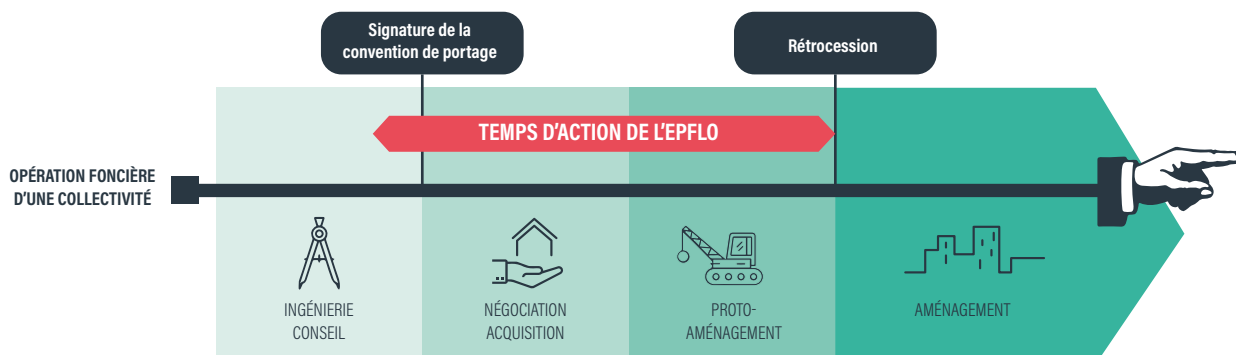 Signature de la
convention de portage
Rétrocession
TEMPS D'ACTION DE L'EPFLO
OPÉRATION FONCIÈRE
D'UNE COLLECTIVITÉ
INGÉNIERIE
CONSEIL
NÉGOCIATION
ACQUISITION
PROTO-
AMÉNAGEMENT
AMÉNAGEMENT